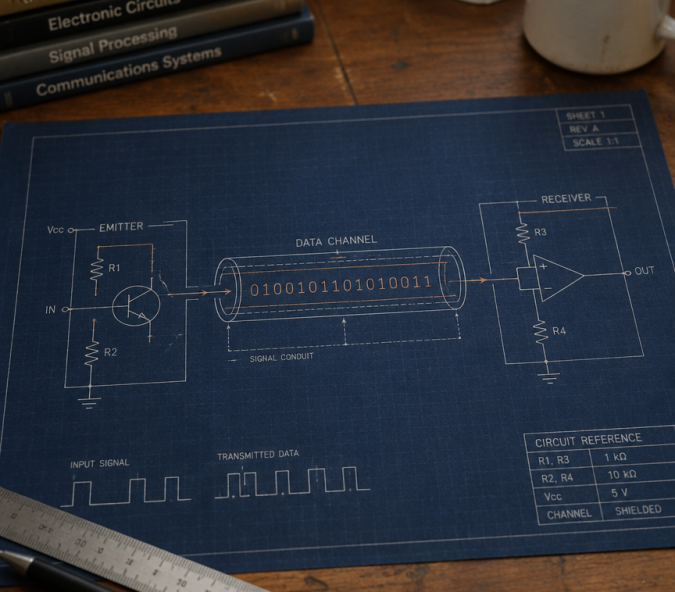 Electronic Circuits
Signal Processing
Communications Systems
SHEET 1
REV A
SCALE 1:1
Vcc
EMITTER
R1
IN
R2
DATA CHANNEL
0100101101010011
SIGNAL CONDUIT
RECEIVER
R3
+
−
OUT
R4
INPUT SIGNAL
TRANSMITTED DATA
CIRCUIT REFERENCE
R1, R3 1 kΩ
R2, R4 10 kΩ
Vcc 5 V
CHANNEL SHIELDED